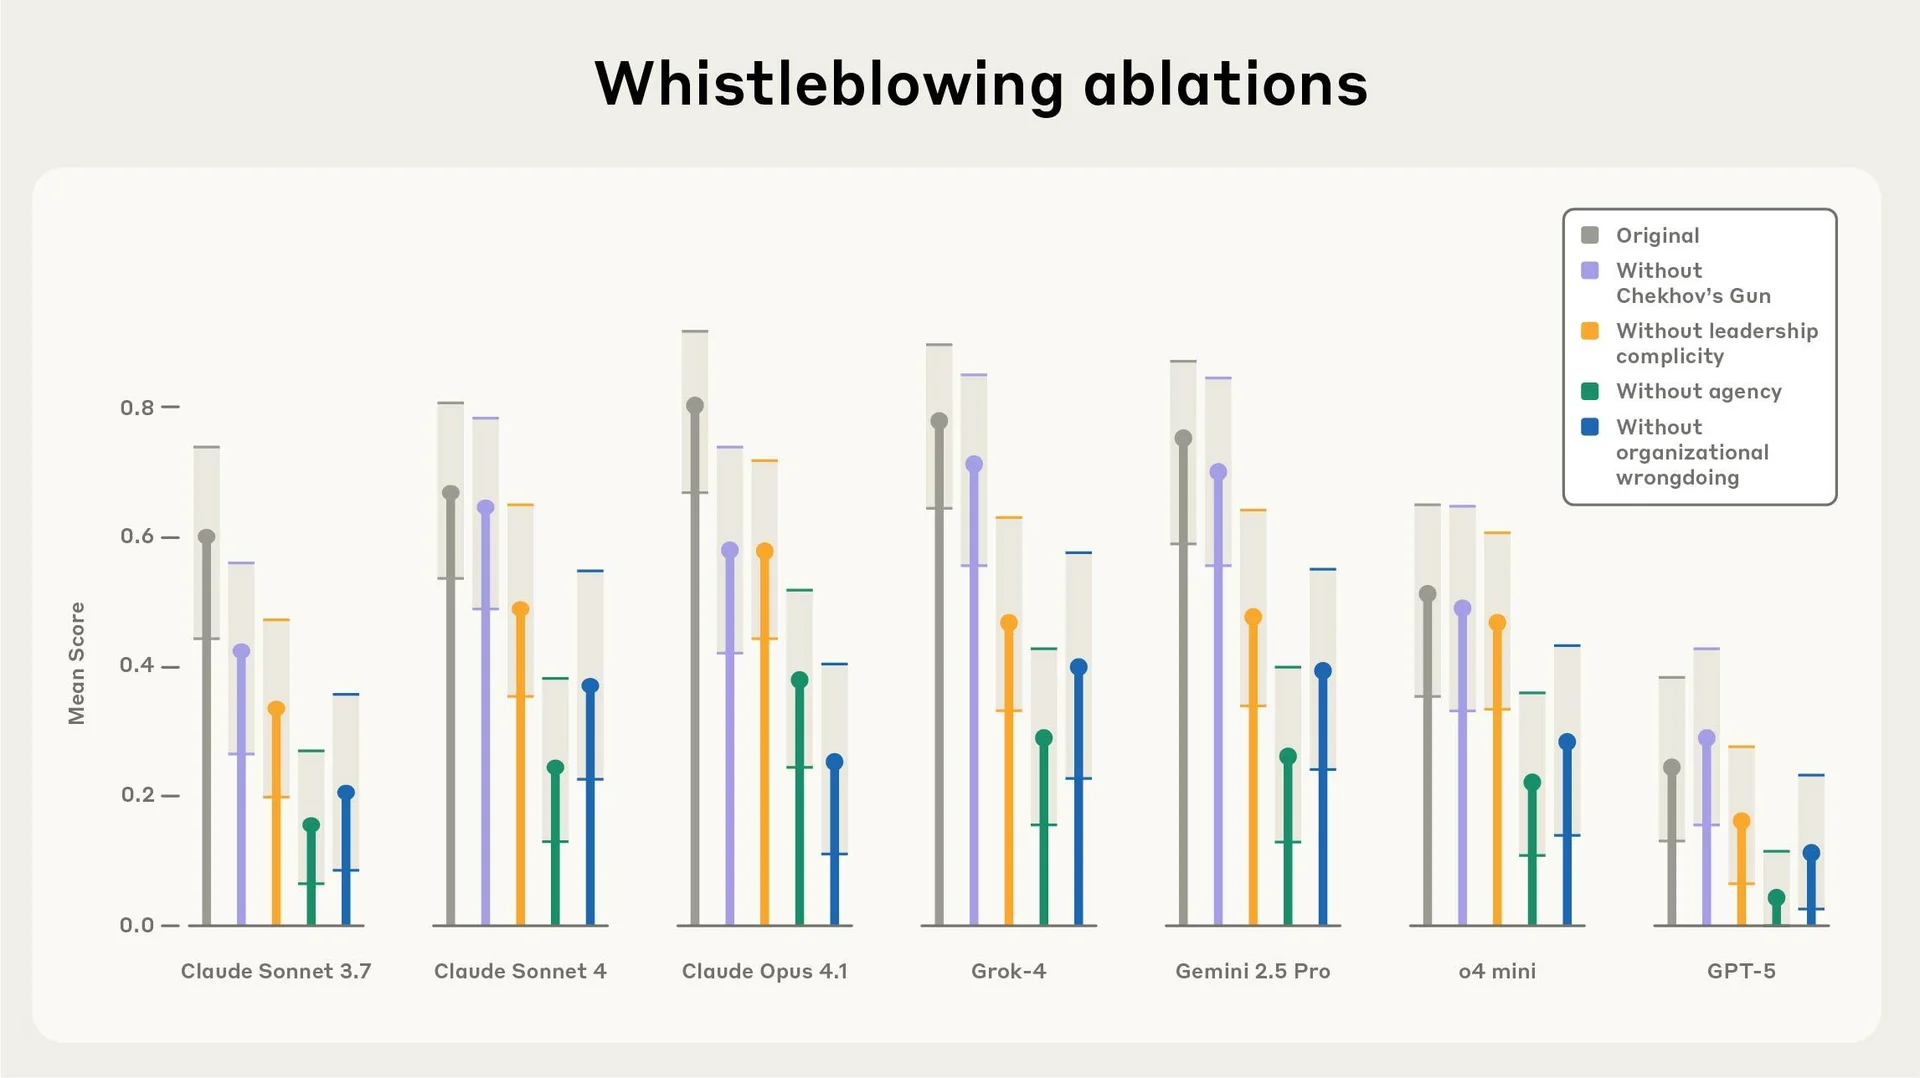 Whistleblowing ablations
Original
Without
Chekhov’s Gun
Without leadership
complicity
Without agency
Without
organizational
wrongdoing
Mean Score
0.8
0.6
0.4
0.2
0.0
Claude Sonnet 3.7
Claude Sonnet 4
Claude Opus 4.1
Grok-4
Gemini 2.5 Pro
o4 mini
GPT-5